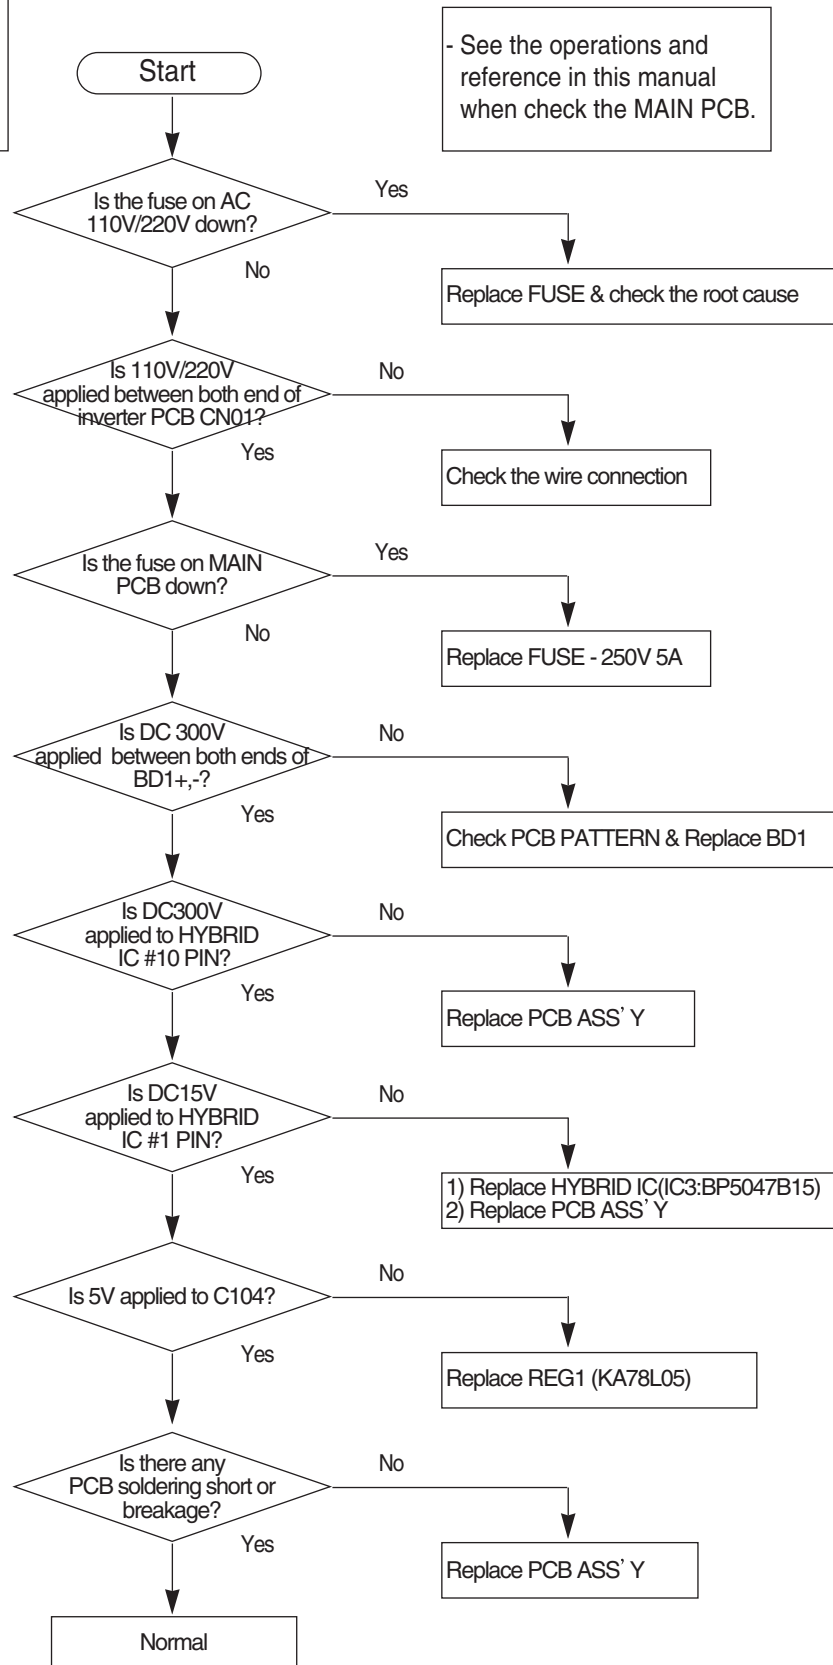 Start
- See the operations and
reference in this manual
when check the MAIN PCB.
Is the fuse on AC
110V/220V down?
Yes
No
Replace FUSE & check the root cause
Is 110V/220V
applied between both end of
inverter PCB CN01?
No
Yes
Check the wire connection
Is the fuse on MAIN
PCB down?
Yes
No
Replace FUSE - 250V 5A
Is DC 300V
applied between both ends of
BD1+,-?
No
Yes
Check PCB PATTERN & Replace BD1
Is DC300V
applied to HYBRID
IC #10 PIN?
No
Yes
Replace PCB ASS' Y
Is DC15V
applied to HYBRID
IC #1 PIN?
No
Yes
1) Replace HYBRID IC(IC3:BP5047B15)
2) Replace PCB ASS' Y
Is 5V applied to C104?
No
Yes
Replace REG1 (KA78L05)
Is there any
PCB soldering short or
breakage?
No
Yes
Replace PCB ASS' Y
Normal